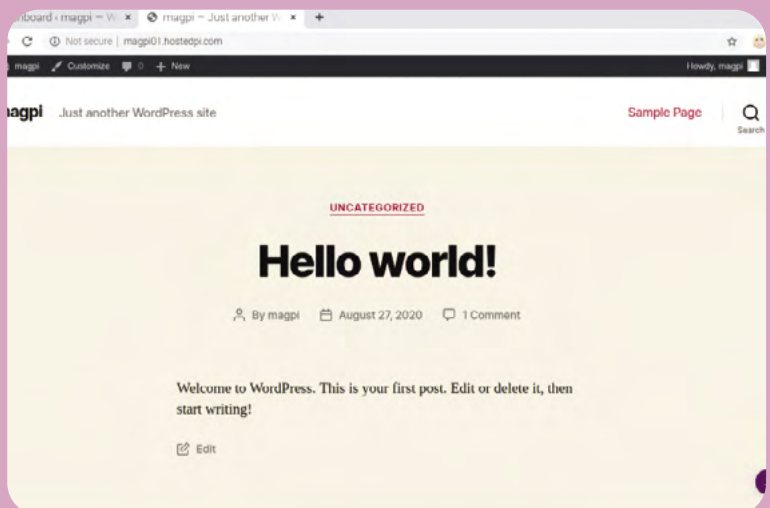 magpi – Just another W
Not secure | magpi01.hostedpi.com
magpi Customize 0 + New Howdy, magpi
magpi Just another WordPress site Sample Page
Search
UNCATEGORIZED
Hello world!
By magpi August 27, 2020 1 Comment
Welcome to WordPress. This is your first post. Edit or delete it, then
start writing!
Edit